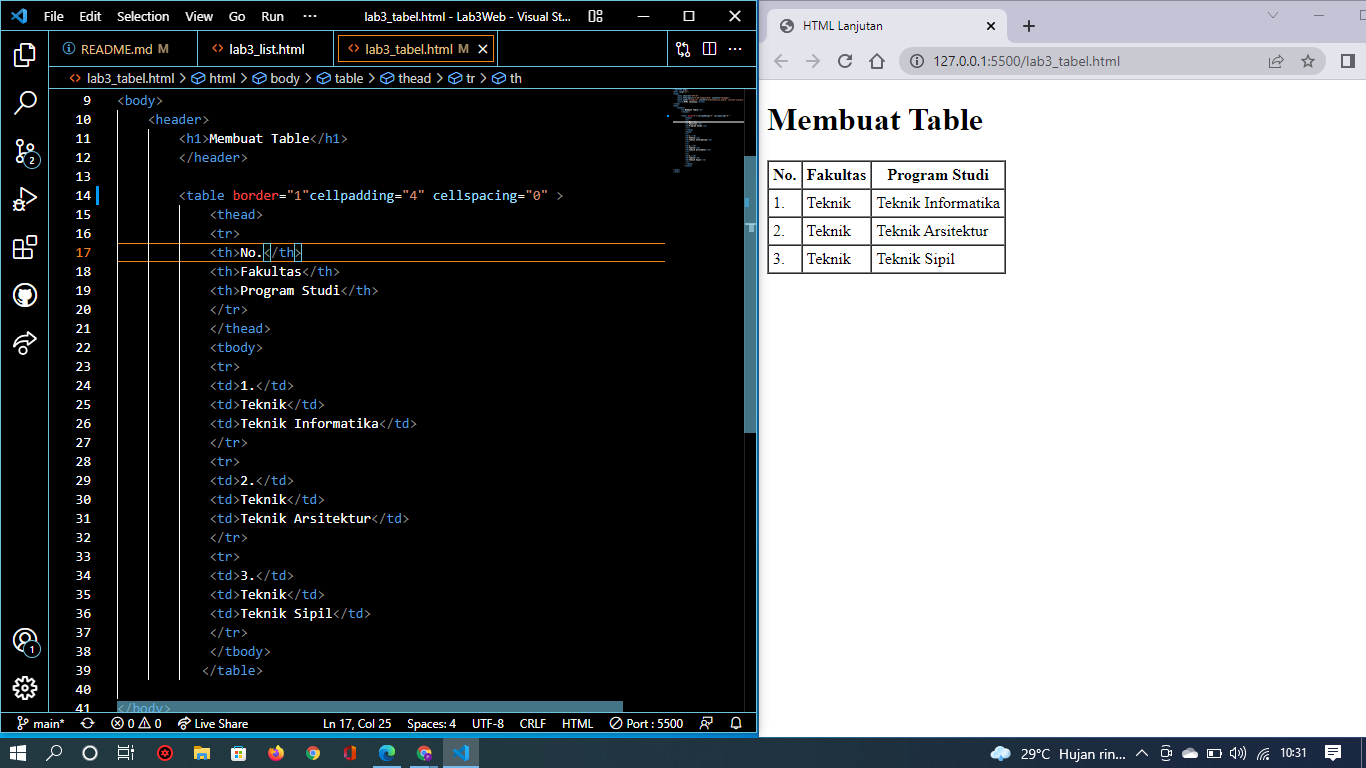 File Edit Selection View Go Run ··· lab3_tabel.html - Lab3Web - Visual St...
README.md M lab3_list.html lab3_tabel.html M
lab3_tabel.html > html > body > table > thead > tr > th
9 <body>
10 <header>
11 <h1>Membuat Table</h1>
12 </header>
13
14 <table border="1"cellpadding="4" cellspacing="0" >
15 <thead>
16 <tr>
17 <th>No.</th>
18 <th>Fakultas</th>
19 <th>Program Studi</th>
20 </tr>
21 </thead>
22 <tbody>
23 <tr>
24 <td>1.</td>
25 <td>Teknik</td>
26 <td>Teknik Informatika</td>
27 </tr>
28 <tr>
29 <td>2.</td>
30 <td>Teknik</td>
31 <td>Teknik Arsitektur</td>
32 </tr>
33 <tr>
34 <td>3.</td>
35 <td>Teknik</td>
36 <td>Teknik Sipil</td>
37 </tr>
38 </tbody>
39 </table>
40
41 </body>
2
1
main* 0 0 Live Share Ln 17, Col 25 Spaces: 4 UTF-8 CRLF HTML Port : 5500
HTML Lanjutan
127.0.0.1:5500/lab3_tabel.html
Membuat Table
No. Fakultas Program Studi
1. Teknik Teknik Informatika
2. Teknik Teknik Arsitektur
3. Teknik Teknik Sipil
29°C Hujan rin... 10:31